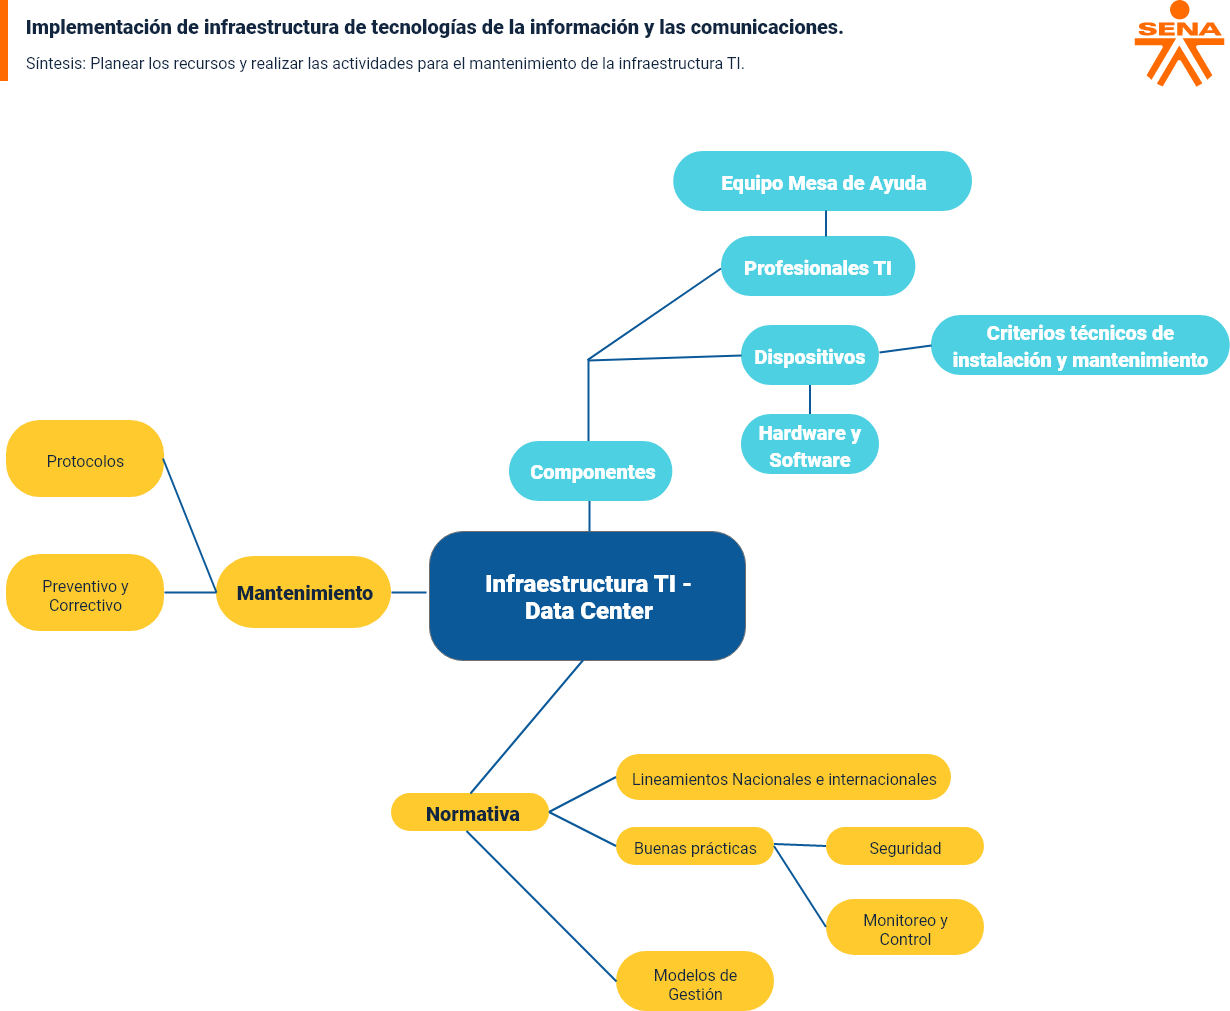 Implementación de infraestructura de tecnologías de la información y las comunicaciones.
Síntesis: Planear los recursos y realizar las actividades para el mantenimiento de la infraestructura TI.
SENA
Equipo Mesa de Ayuda
Profesionales TI
Dispositivos
Criterios técnicos de
instalación y mantenimiento
Hardware y
Software
Componentes
Protocolos
Preventivo y
Correctivo
Mantenimiento
Infraestructura TI -
Data Center
Normativa
Lineamientos Nacionales e internacionales
Buenas prácticas
Seguridad
Monitoreo y
Control
Modelos de
Gestión